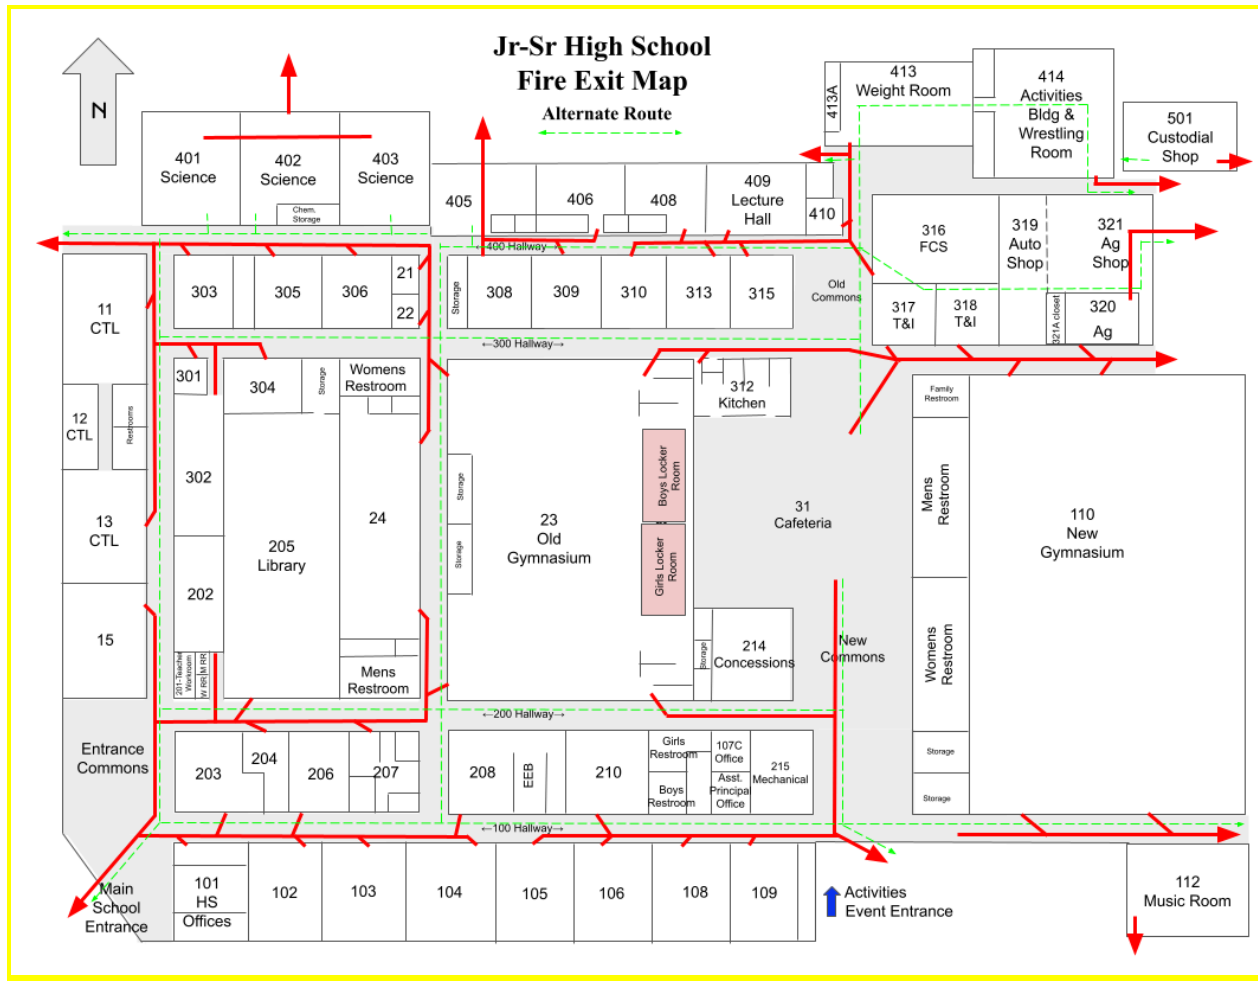 Jr-Sr High School
Fire Exit Map
Alternate Route
N
413
Weight Room
413A
414
Activities
Bldg &
Wrestling
Room
501
Custodial
Shop
401
Science
402
Science
403
Science
Chem.
Storage
405
406
408
409
Lecture
Hall
410
316
FCS
319
Auto
Shop
321
Ag
Shop
←400 Hallway→
11
CTL
303
305
306
21
22
Storage
308
309
310
313
315
Old
Commons
317
T&I
318
T&I
321A closet
320
Ag
←300 Hallway→
301
304
Storage
Womens
Restroom
312
Kitchen
Family
Restroom
12
CTL
Restrooms
302
24
Storage
Boys Locker
Room
Mens
Restroom
13
CTL
205
Library
23
Old
Gymnasium
Storage
Girls Locker
Room
31
Cafeteria
110
New
Gymnasium
15
202
201-Teacher
Workroom
W RR
M RR
Mens
Restroom
Storage
214
Concessions
New
Commons
Womens
Restroom
←200 Hallway→
Entrance
Commons
203
204
206
207
208
EEB
210
Girls
Restroom
Boys
Restroom
107C
Office
Asst.
Principal
Office
215
Mechanical
Storage
Storage
←100 Hallway→
Main
School
Entrance
101
HS
Offices
102
103
104
105
106
108
109
Activities
Event Entrance
112
Music Room